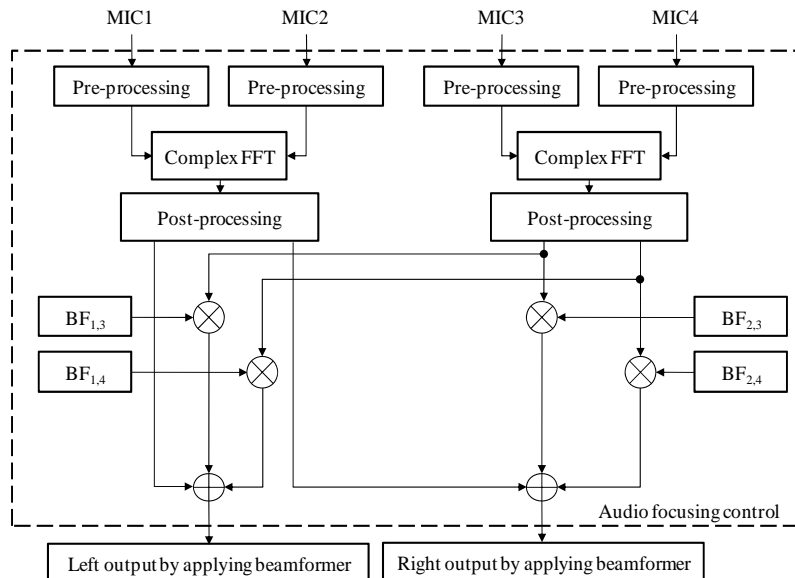 MIC1 MIC2 MIC3 MIC4
Pre-processing Pre-processing Pre-processing Pre-processing
Complex FFT Complex FFT
Post-processing Post-processing
BF1,3 BF2,3
BF1,4 BF2,4
Audio focusing control
Left output by applying beamformer Right output by applying beamformer